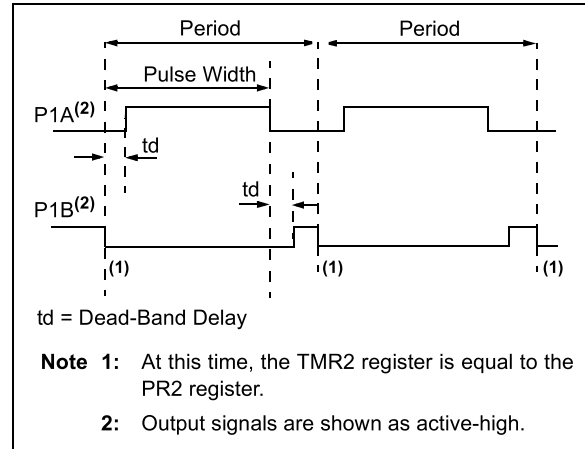 Period Period
Pulse Width
P1A(2)
td
td
P1B(2)
(1) (1) (1)
td = Dead-Band Delay
Note 1: At this time, the TMR2 register is equal to the
PR2 register.
2: Output signals are shown as active-high.